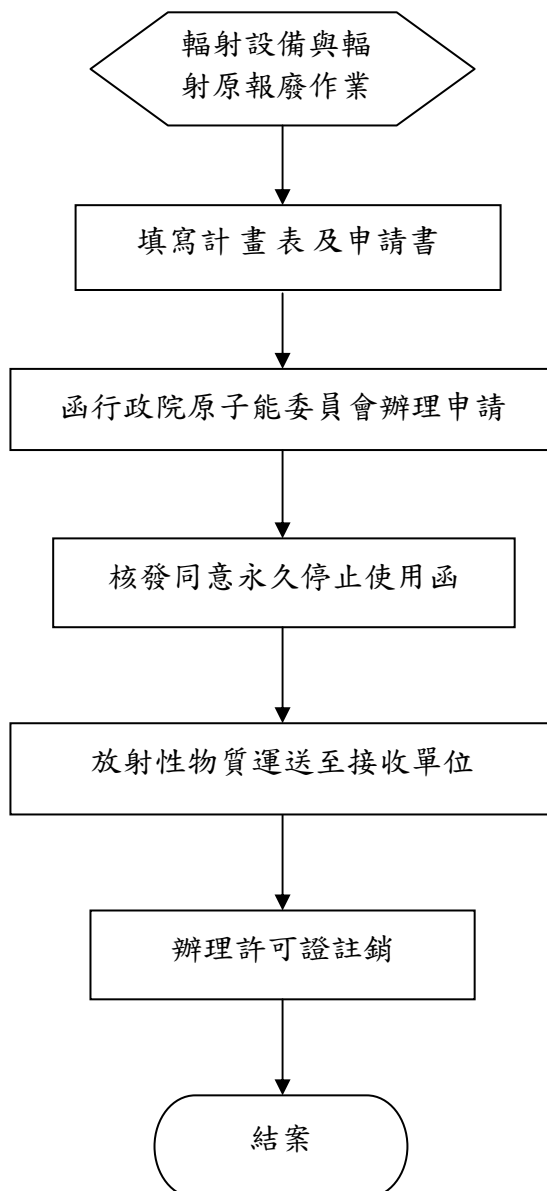 輻射設備與輻
射原報廢作業
填寫計畫表及申請書
函行政院原子能委員會辦理申請
核發同意永久停止使用函
放射性物質運送至接收單位
辦理許可證註銷
結案